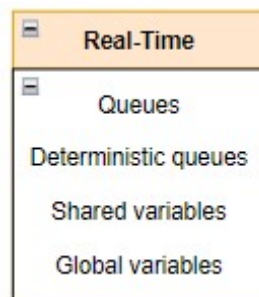 Real-Time
Queues
Deterministic queues
Shared variables
Global variables